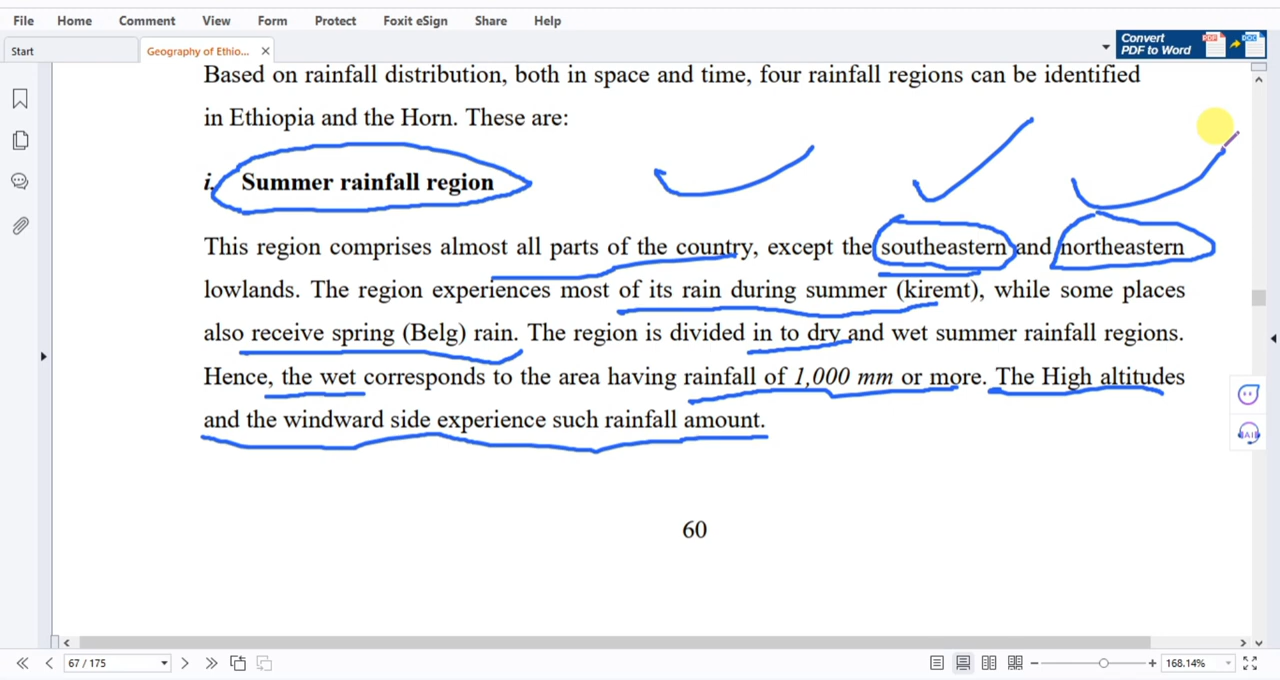 File Home Comment View Form Protect Foxit eSign Share Help
Start Geography of Ethio...
Convert
PDF to Word
Based on rainfall distribution, both in space and time, four rainfall regions can be identified
in Ethiopia and the Horn. These are:
i. Summer rainfall region
This region comprises almost all parts of the country, except the southeastern and northeastern
lowlands. The region experiences most of its rain during summer (kiremt), while some places
also receive spring (Belg) rain. The region is divided in to dry and wet summer rainfall regions.
Hence, the wet corresponds to the area having rainfall of 1,000 mm or more. The High altitudes
and the windward side experience such rainfall amount.
60
67 / 175 168.14%